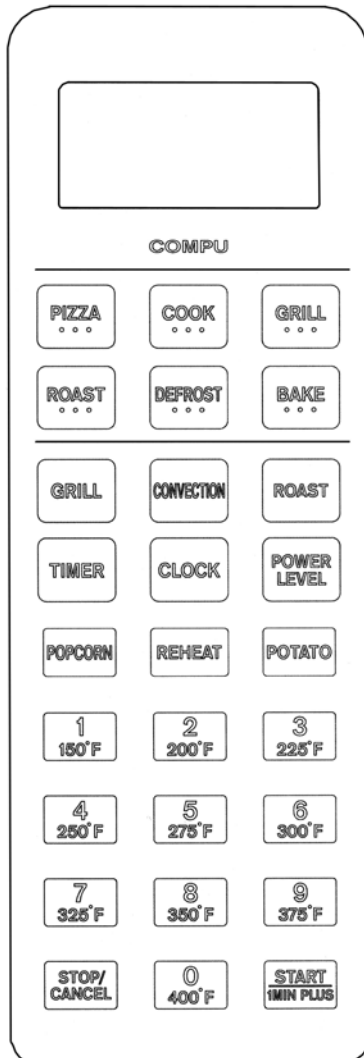 COMPU
PIZZA
COOK
GRILL
ROAST
DEFROST
BAKE
GRILL
CONVECTION
ROAST
TIMER
CLOCK
POWER
LEVEL
POPCORN
REHEAT
POTATO
1
150°F
2
200°F
3
225°F
4
250°F
5
275°F
6
300°F
7
325°F
8
350°F
9
375°F
STOP/
CANCEL
0
400°F
START
1MIN PLUS